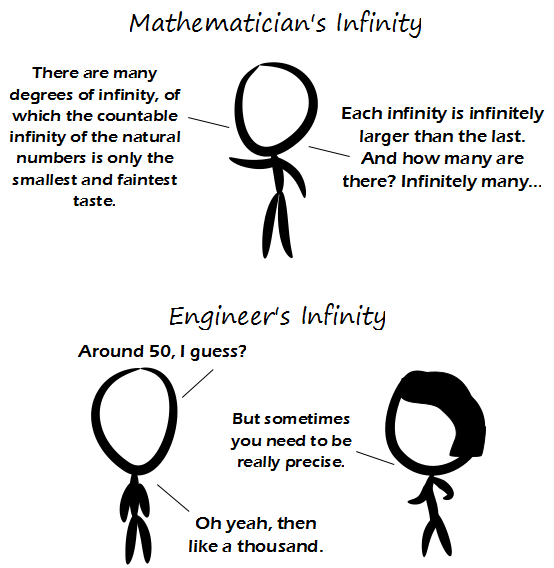 Mathematician's Infinity
There are many
degrees of infinity, of
which the countable
infinity of the natural
numbers is only the
smallest and faintest
taste.
Each infinity is infinitely
larger than the last.
And how many are
there? Infinitely many...
Engineer's Infinity
Around 50, I guess?
But sometimes
you need to be
really precise.
Oh yeah, then
like a thousand.